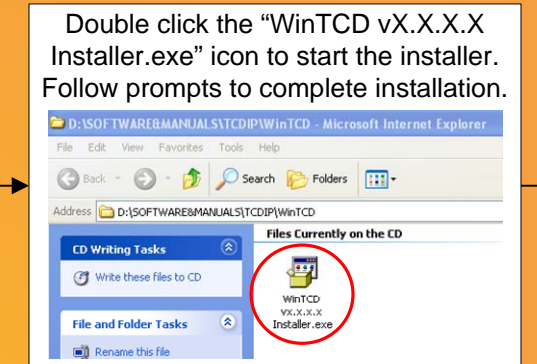 Double click the “WinTCD vX.X.X.X
Installer.exe” icon to start the installer.
Follow prompts to complete installation.
D:\SOFTWARE&MANUALS\TCDIP\WinTCD - Microsoft Internet Explorer
File Edit View Favorites Tools Help
Back Search Folders
Address D:\SOFTWARE&MANUALS\TCDIP\WinTCD
Files Currently on the CD
CD Writing Tasks
Write these files to CD
WinTCD
vx.x.x.x
Installer.exe
File and Folder Tasks
Rename this file